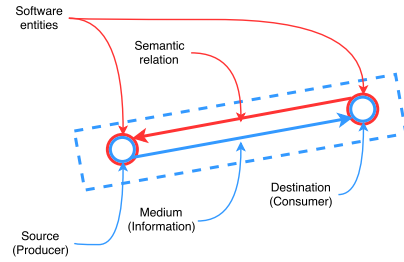 Software
entities
Semantic
relation
Destination
(Consumer)
Medium
(Information)
Source
(Producer)